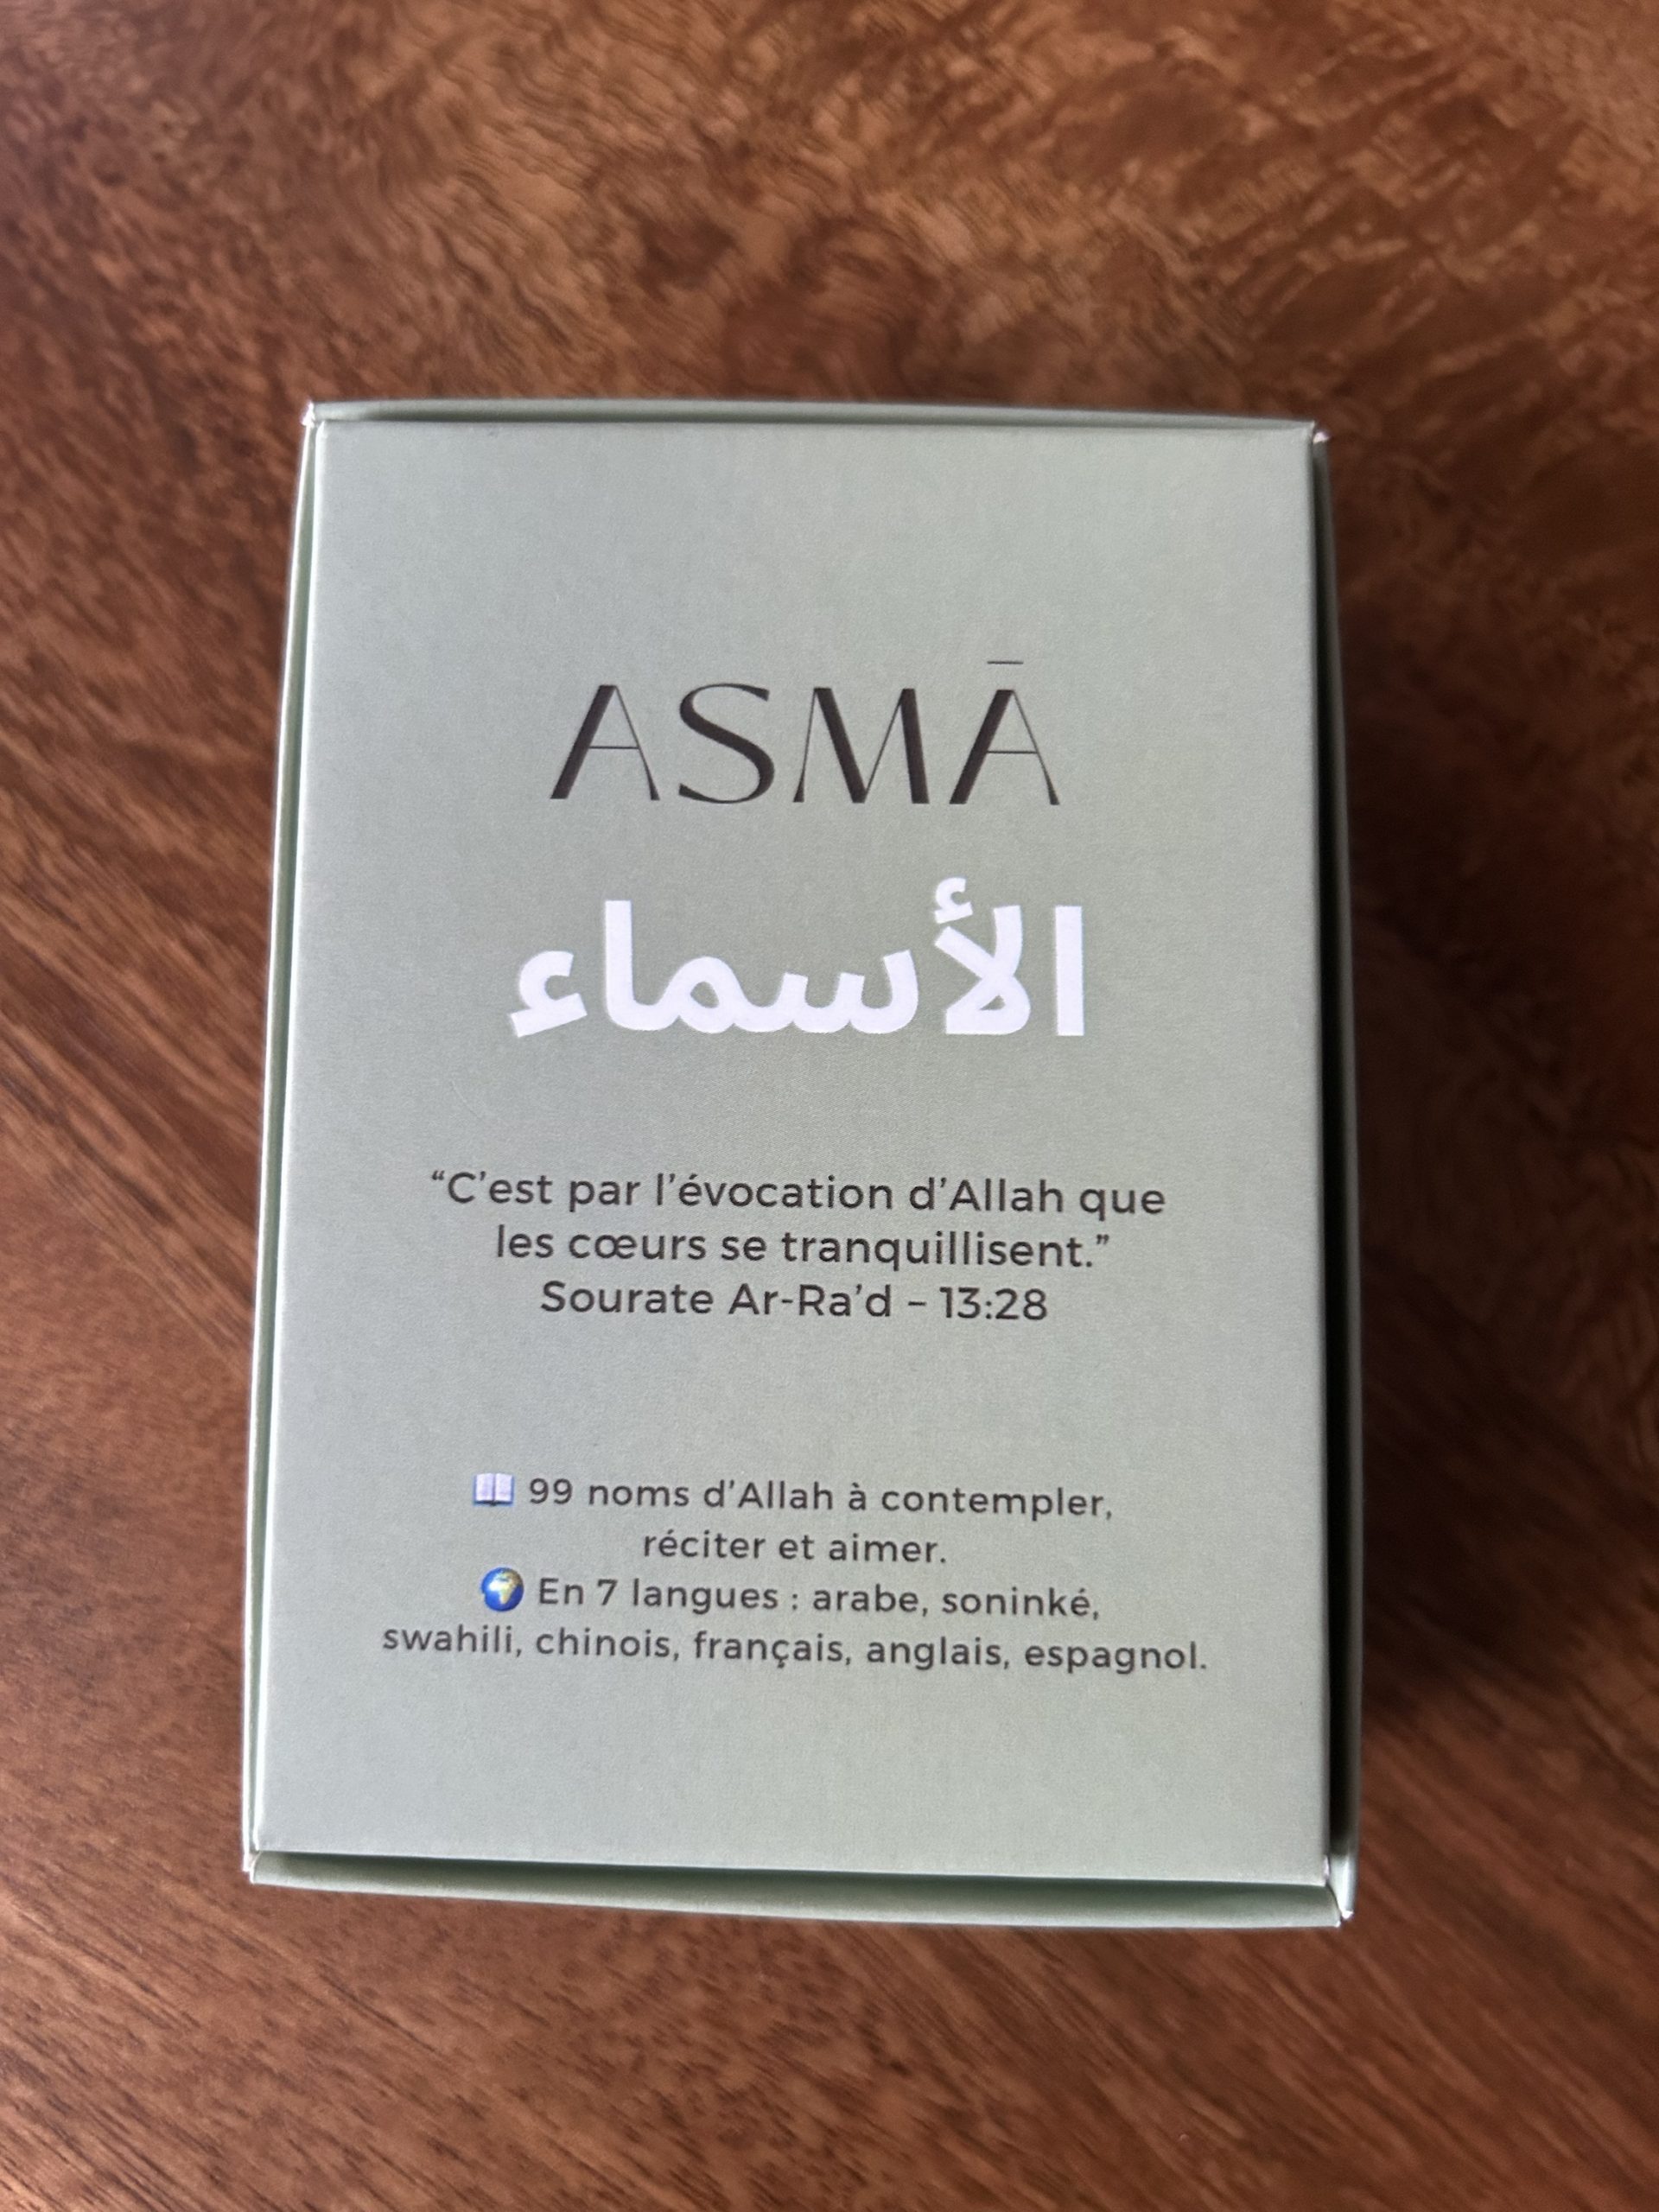 ASMĀ
الأسماء
“C’est par l’évocation d’Allah que
les cœurs se tranquillisent.”
Sourate Ar-Ra’d – 13:28
📖 99 noms d’Allah à contempler,
réciter et aimer.
🌍 En 7 langues : arabe, soninké,
swahili, chinois, français, anglais, espagnol.